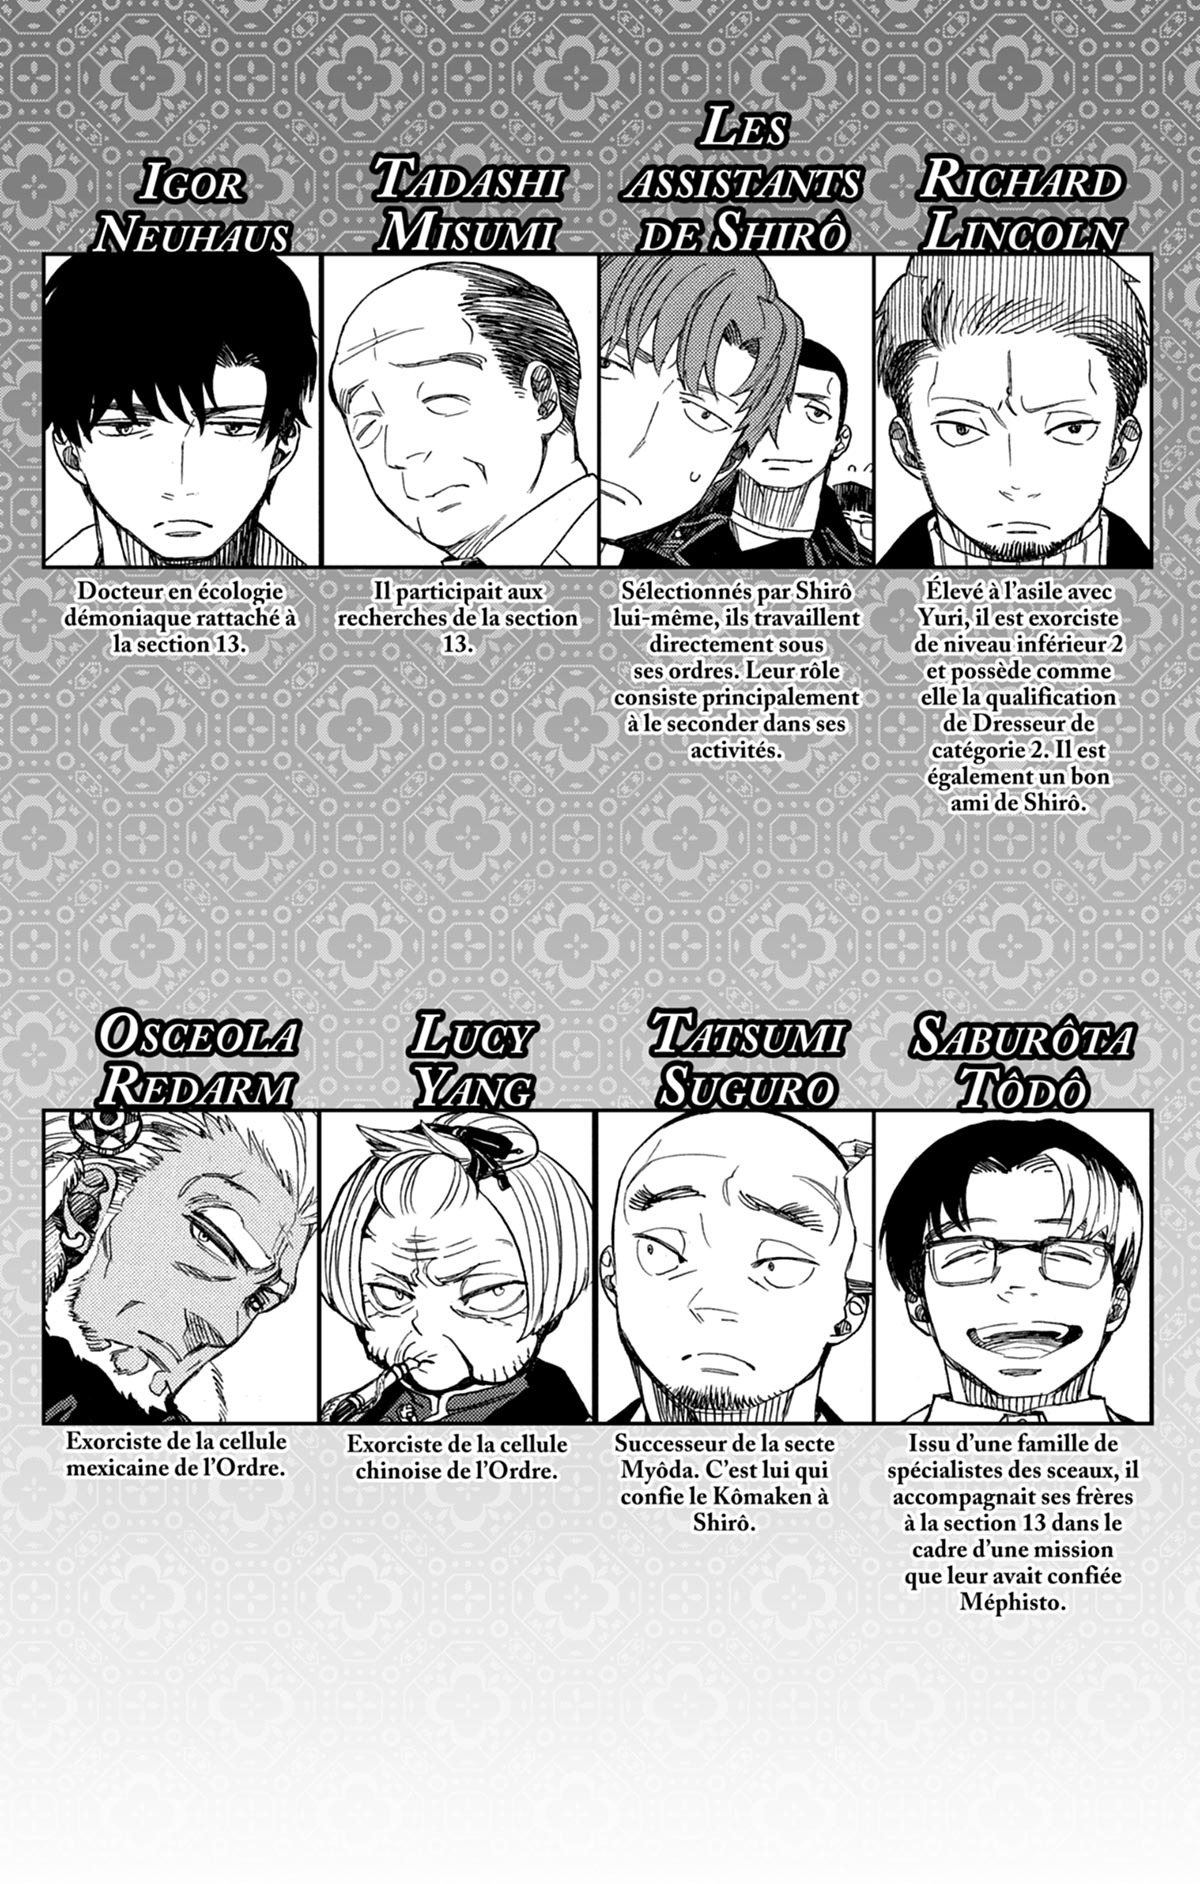 Igor
Neuhaus
Docteur en écologie
démoniaque rattaché à
la section 13.
Tadashi
Misumi
Il participait aux
recherches de la section
13.
Les
assistants
de Shirô
Sélectionnés par Shirô
lui-même, ils travaillent
directement sous
ses ordres. Leur rôle
consiste principalement
à le seconder dans ses
activités.
Richard
Lincoln
Élevé à l’asile avec
Yuri, il est exorciste
de niveau inférieur 2
et possède comme
elle la qualification
de Dresseur de
catégorie 2. Il est
également un bon
ami de Shirô.
Osceola
Redarm
Exorciste de la cellule
mexicaine de l’Ordre.
Lucy
Yang
Exorciste de la cellule
chinoise de l’Ordre.
Tatsumi
Suguro
Successeur de la secte
Myôda. C’est lui qui
confie le Kômaken à
Shirô.
Saburôta
Tôdô
Issu d’une famille de
spécialistes des sceaux, il
accompagnait ses frères
à la section 13 dans le
cadre d’une mission
que leur avait confiée
Méphisto.